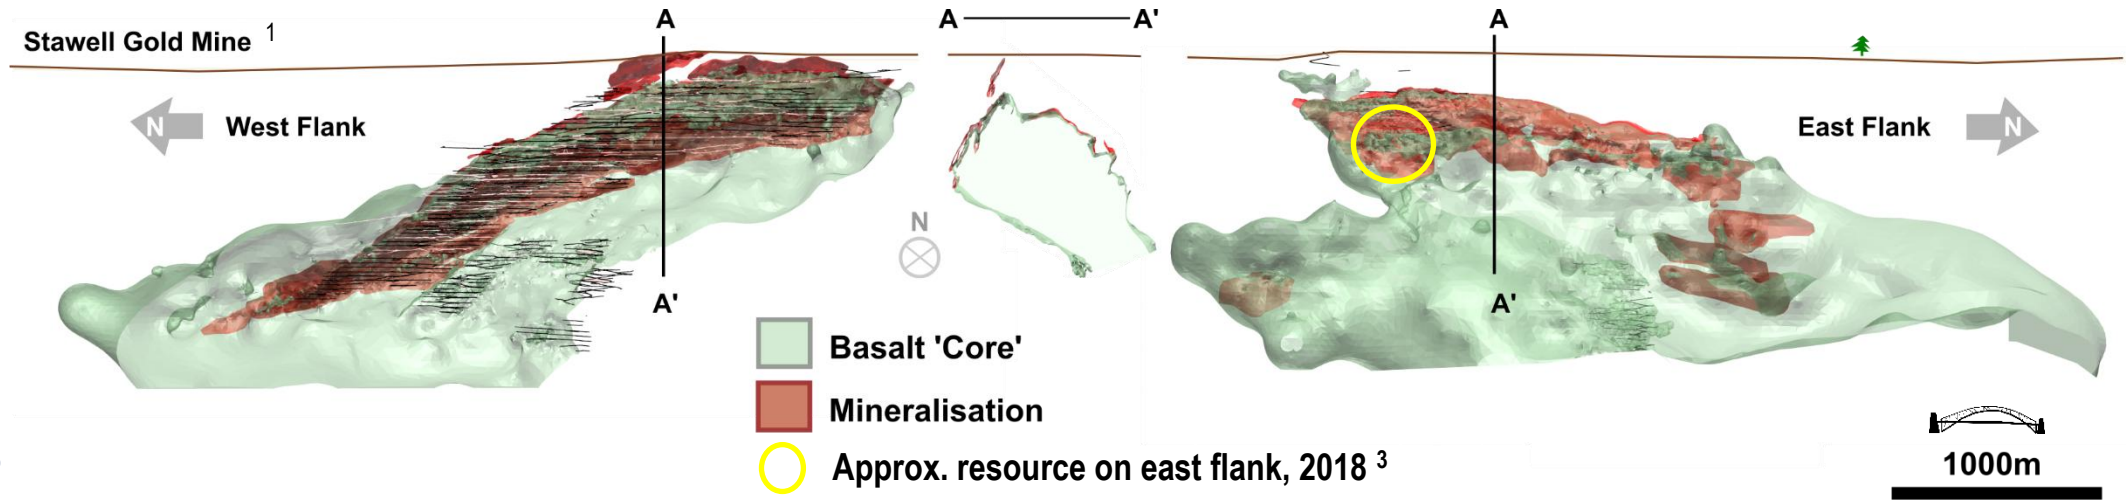 Stawell Gold Mine 1
A
A A'
A
N West Flank
East Flank N
N
A'
A'
Basalt 'Core'
Mineralisation
Approx. resource on east flank, 2018 3
1000m